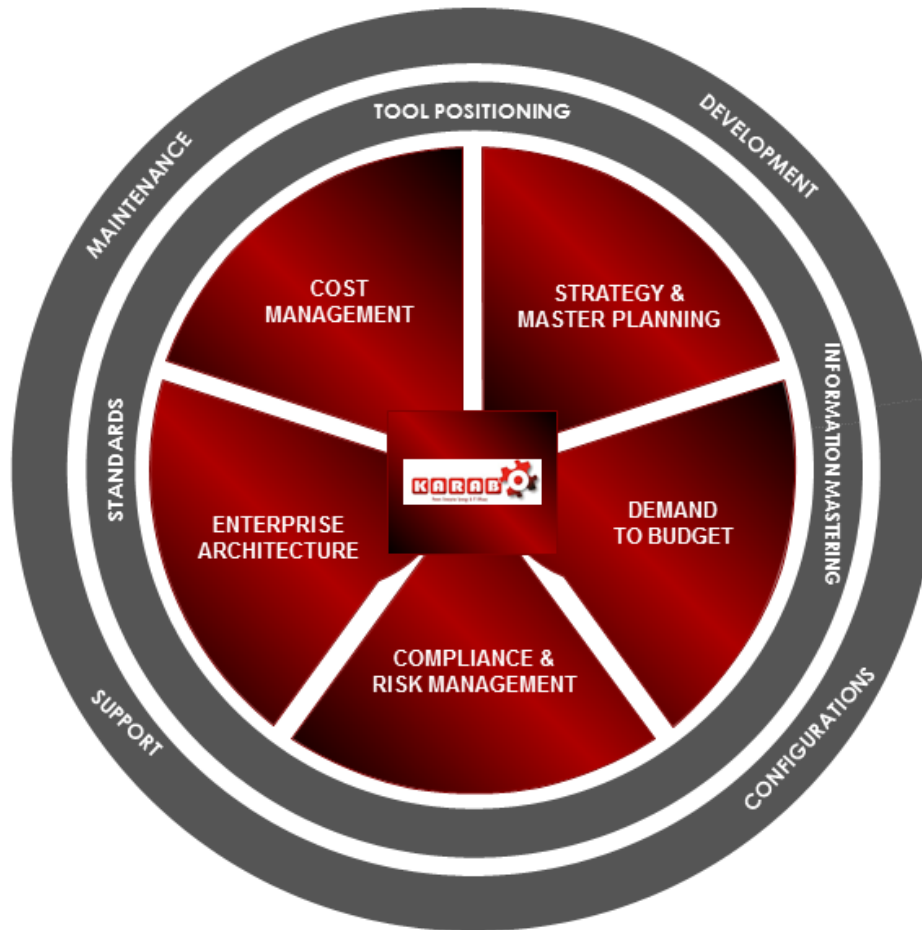 DEVELOPMENT
MAINTENANCE
TOOL POSITIONING
COST
MANAGEMENT
STRATEGY &
MASTER PLANNING
STANDARDS
INFORMATION MASTERING
KARAB
ENTERPRISE
ARCHITECTURE
DEMAND
TO BUDGET
COMPLIANCE &
RISK MANAGEMENT
SUPPORT
CONFIGURATIONS